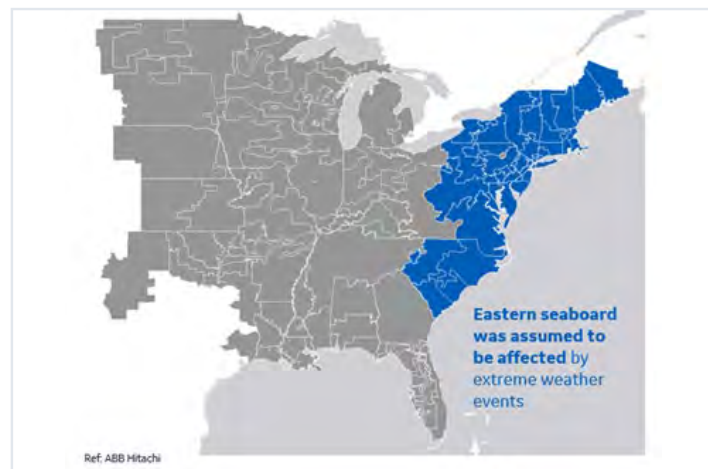 Eastern seaboard
was assumed to
be affected by
extreme weather
events
Ref: ABB Hitachi